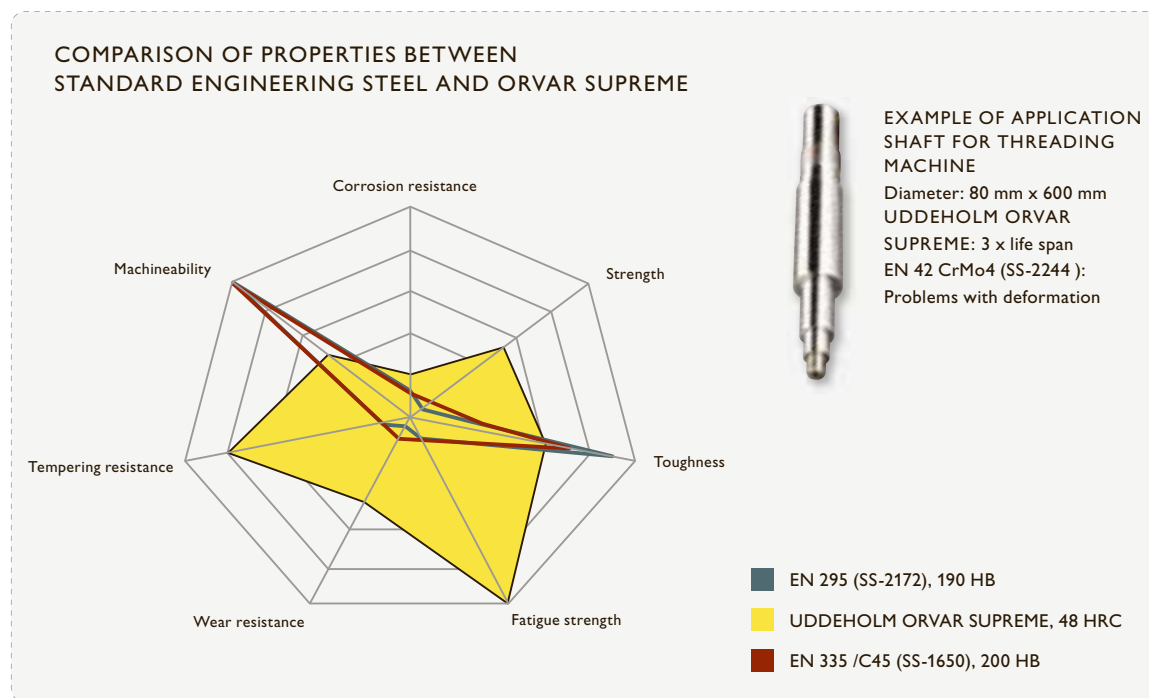 COMPARISON OF PROPERTIES BETWEEN
STANDARD ENGINEERING STEEL AND ORVAR SUPREME
EXAMPLE OF APPLICATION
SHAFT FOR THREADING
MACHINE
Diameter: 80 mm x 600 mm
UDDEHOLM ORVAR
SUPREME: 3 x life span
EN 42 CrMo4 (SS-2244 ):
Problems with deformation
Corrosion resistance
Machineability
Strength
Tempering resistance
Toughness
Wear resistance
Fatigue strength
EN 295 (SS-2172), 190 HB
UDDEHOLM ORVAR SUPREME, 48 HRC
EN 335 /C45 (SS-1650), 200 HB